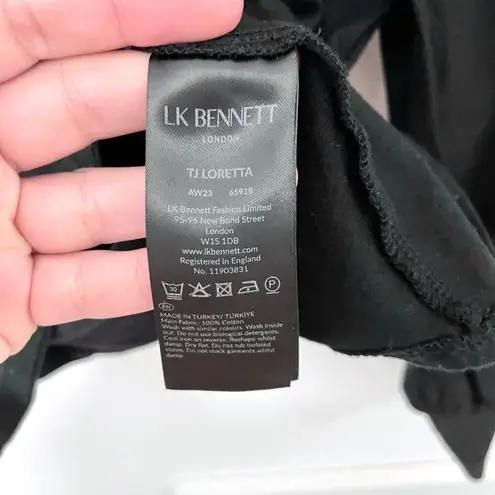 LK BENNETT
LONDON
TJ LORETTA
AW23 65918
LK Bennett Fashion Limited
95-96 New Bond Street
London
W1S 1DB
www.lkbennett.com
Registered in England
No. 11903831
30
P
EN
MADE IN TURKEY/ TÜRKIYE
Main Fabric: 100% Cotton
Wash with similar colours. Wash inside
out. Do not use biological detergents.
Cool iron on reverse. Reshape whilst
damp. Dry flat. Do not rub isolated
stains. Do not stack garments whilst
damp.